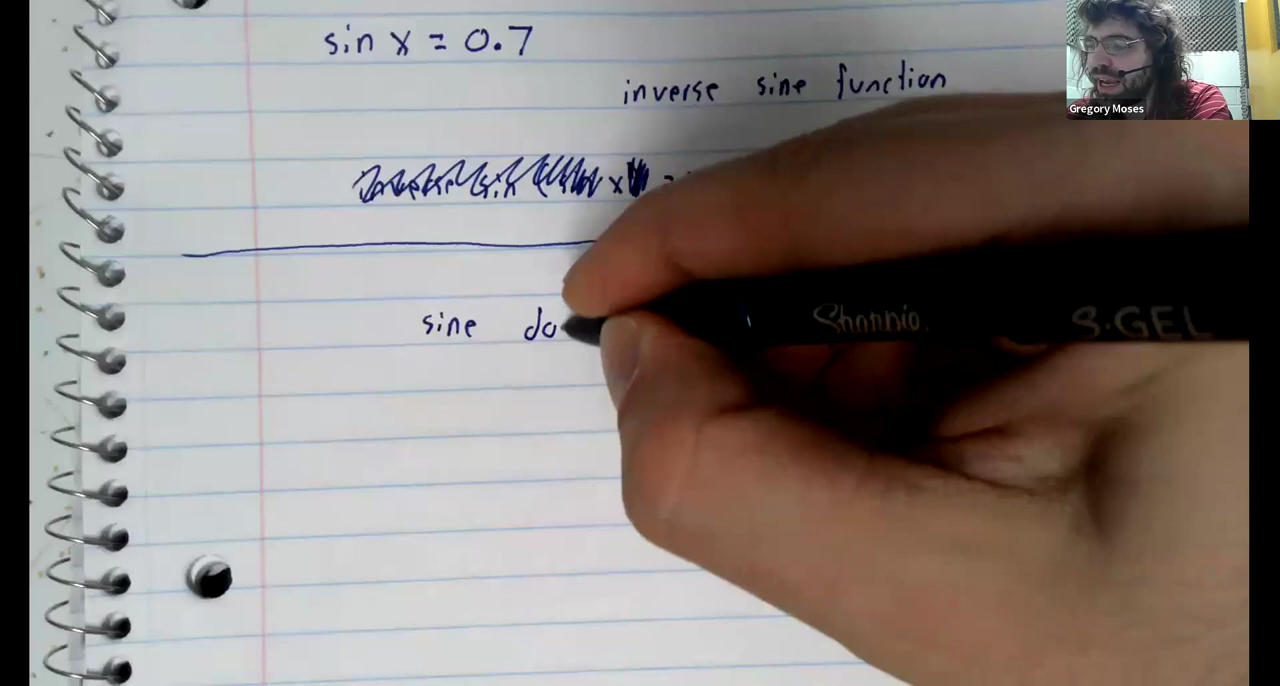 sin x = 0.7
inverse sine function
Gregory Moses
x
sine do
Sharpie.
S·GEL